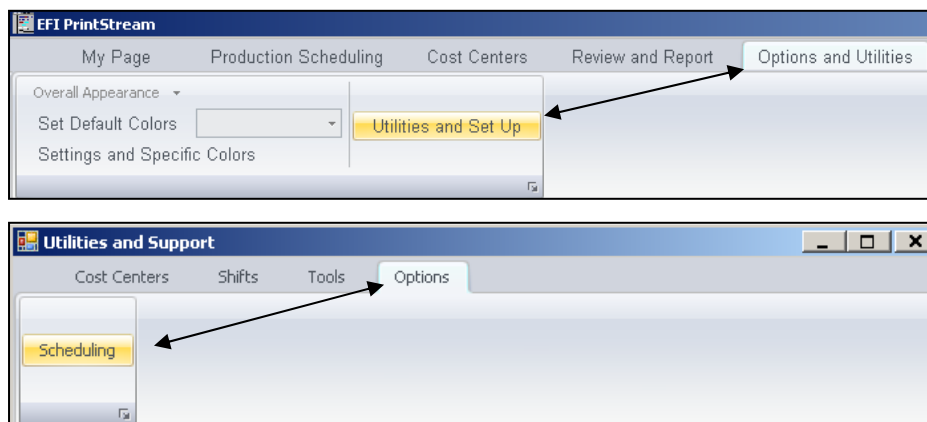 EFI PrintStream
My Page Production Scheduling Cost Centers Review and Report Options and Utilities
Overall Appearance
Set Default Colors Utilities and Set Up
Settings and Specific Colors
Utilities and Support
Cost Centers Shifts Tools Options
Scheduling